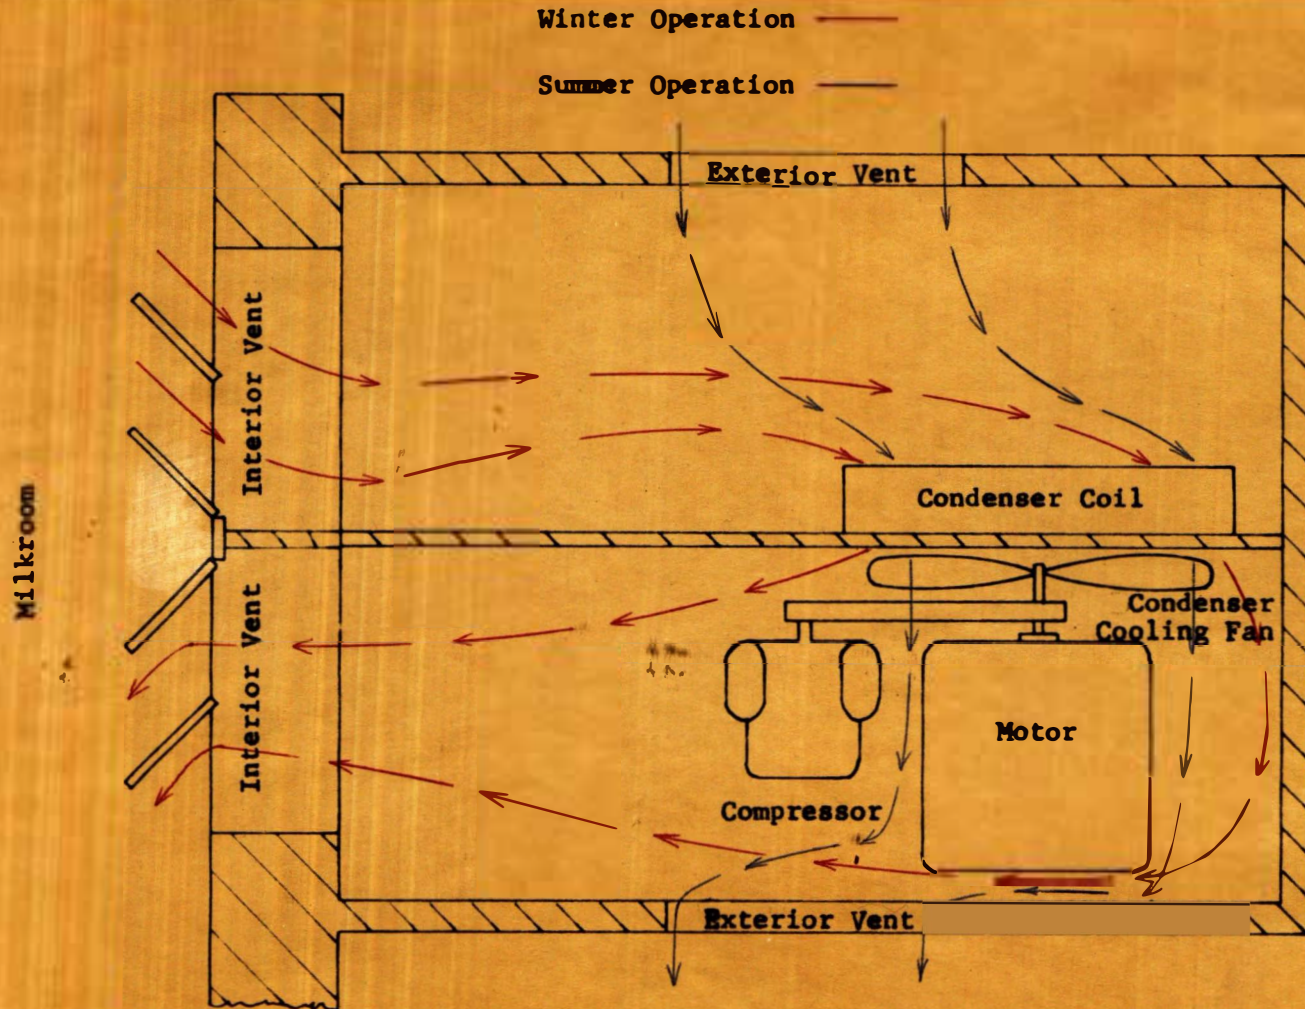 Winter Operation
Summer Operation
Exterior Vent
Interior Vent
Condenser Coil
Milkroom
Interior Vent
Condenser
Cooling Fan
Motor
Compressor
Exterior Vent